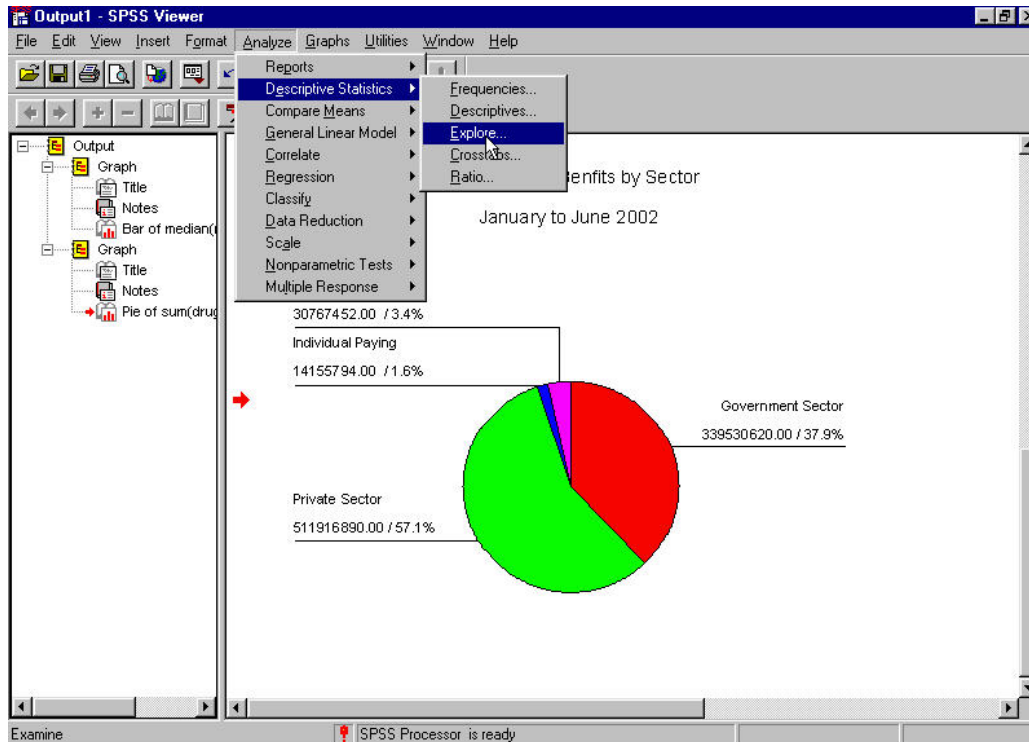 Output1 - SPSS Viewer
File Edit View Insert Format Analyze Graphs Utilities Window Help
Reports
Descriptive Statistics
Compare Means
General Linear Model
Correlate
Regression
Classify
Data Reduction
Scale
Nonparametric Tests
Multiple Response
Frequencies...
Descriptives...
Explore...
Crosstabs...
Ratio...
Output
Graph
Title
Notes
Bar of median(
Graph
Title
Notes
Pie of sum(drug
Benfits by Sector
January to June 2002
30767452.00 / 3.4%
Individual Paying
14155794.00 / 1.6%
Government Sector
339530620.00 / 37.9%
Private Sector
511916890.00 / 57.1%
Examine
SPSS Processor is ready